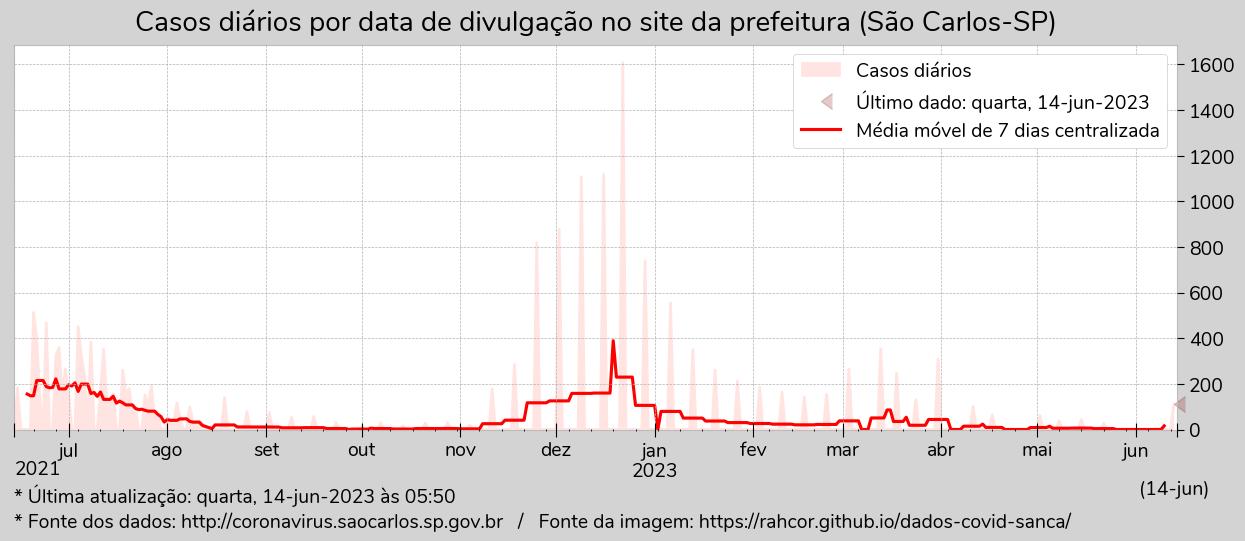 Casos diários por data de divulgação no site da prefeitura (São Carlos-SP)
Casos diários
Último dado: quarta, 14-jun-2023
Média móvel de 7 dias centralizada
1600
1400
1200
1000
800
600
400
200
0
jul ago set out nov dez jan fev mar abr mai jun
2021 2023
(14-jun)
* Última atualização: quarta, 14-jun-2023 às 05:50
* Fonte dos dados: http://coronavirus.saocarlos.sp.gov.br / Fonte da imagem: https://rahcor.github.io/dados-covid-sanca/